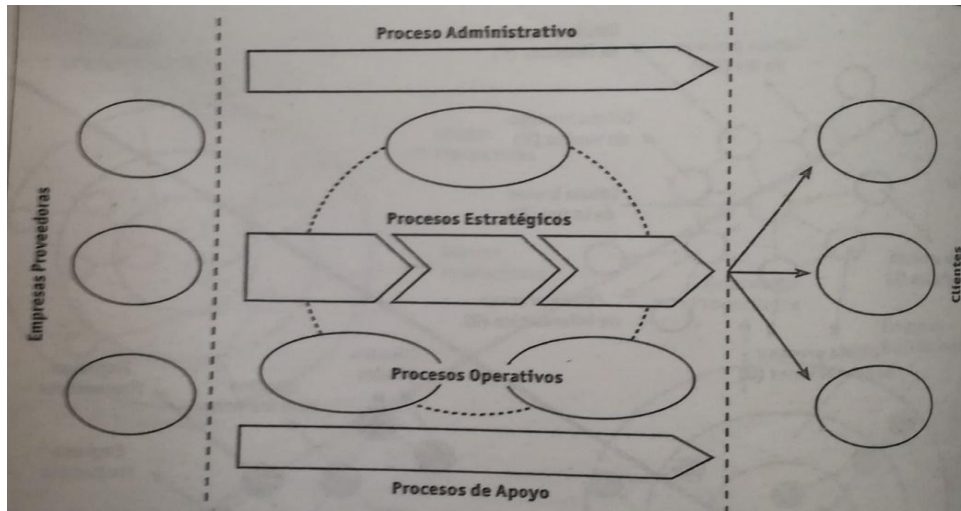 Proceso Administrativo
Empresas Proveedoras
Procesos Estratégicos
Clientes
Procesos Operativos
Procesos de Apoyo